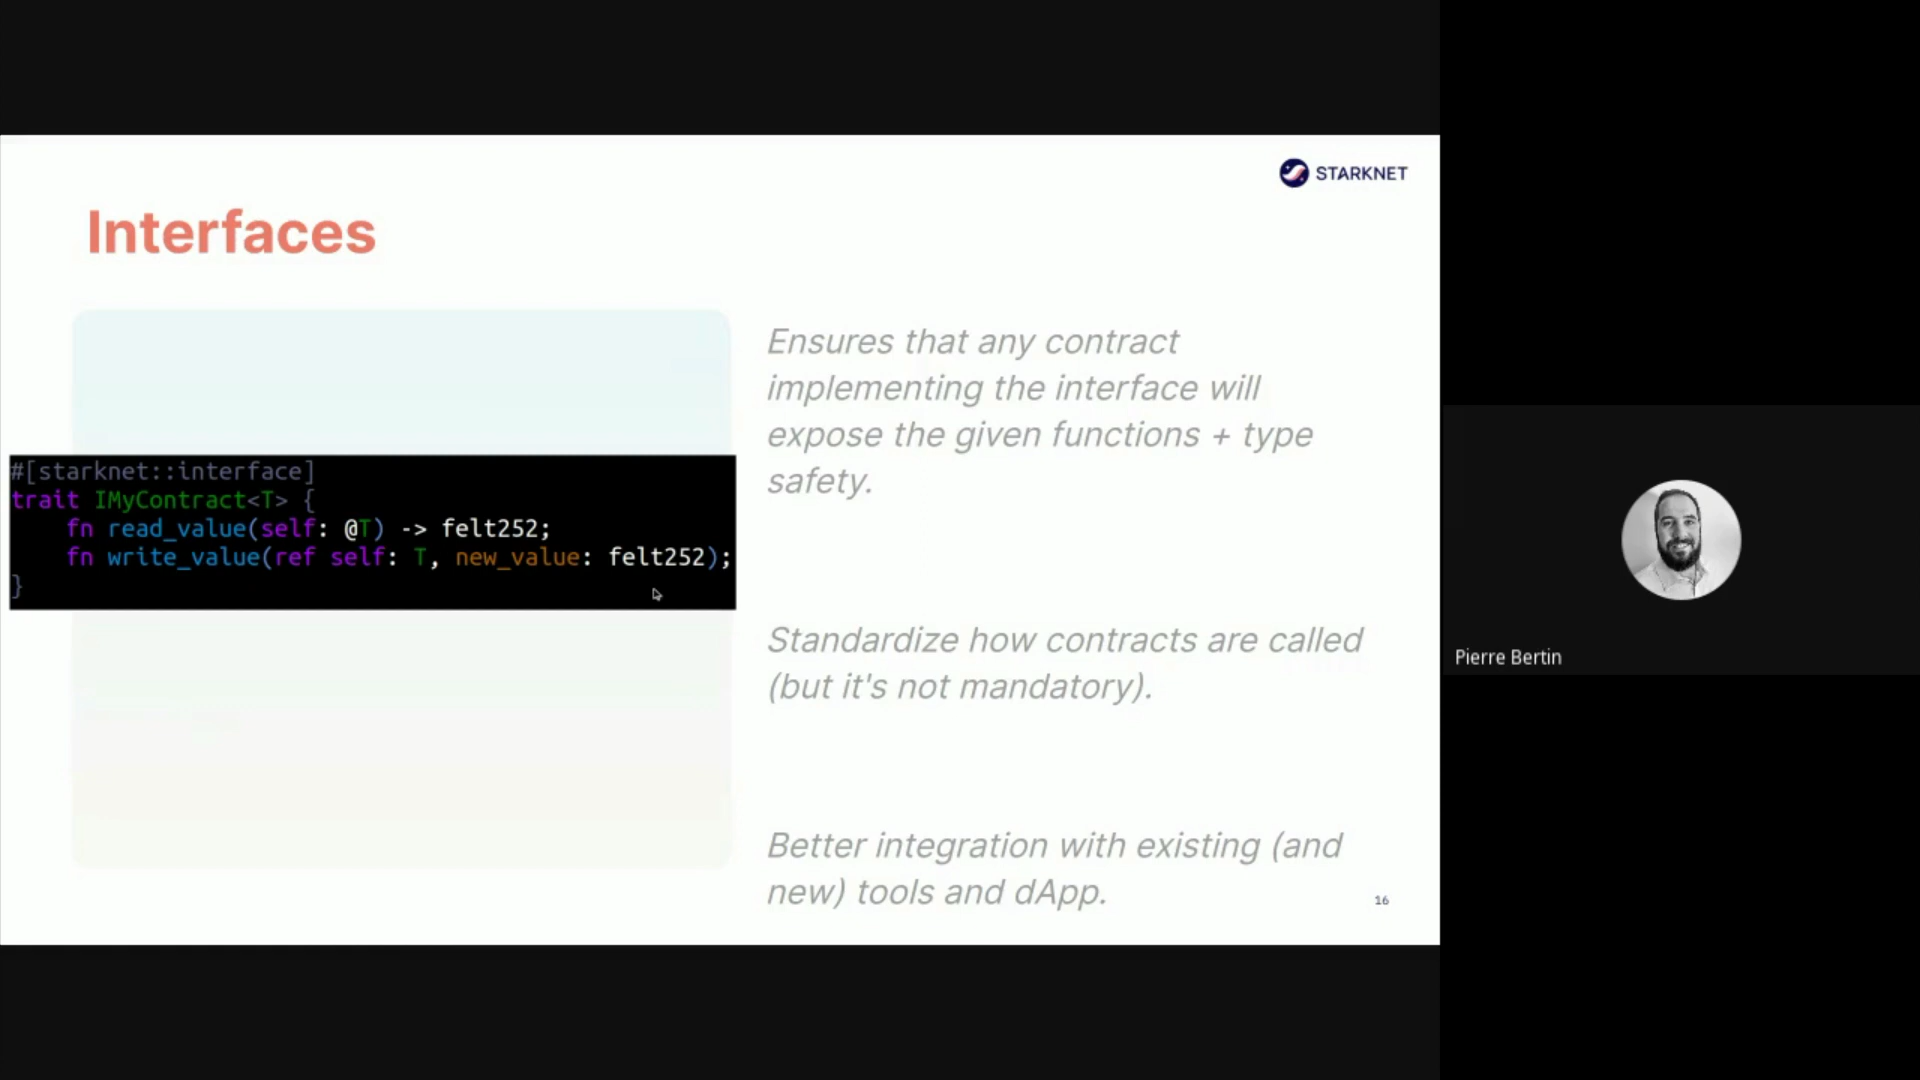 STARKNET
Interfaces
#[starknet::interface]
trait IMyContract<T> {
    fn read_value(self: @T) -> felt252;
    fn write_value(ref self: T, new_value: felt252);
}
Ensures that any contract
implementing the interface will
expose the given functions + type
safety.
Standardize how contracts are called
(but it's not mandatory).
Better integration with existing (and
new) tools and dApp.
16
Pierre Bertin